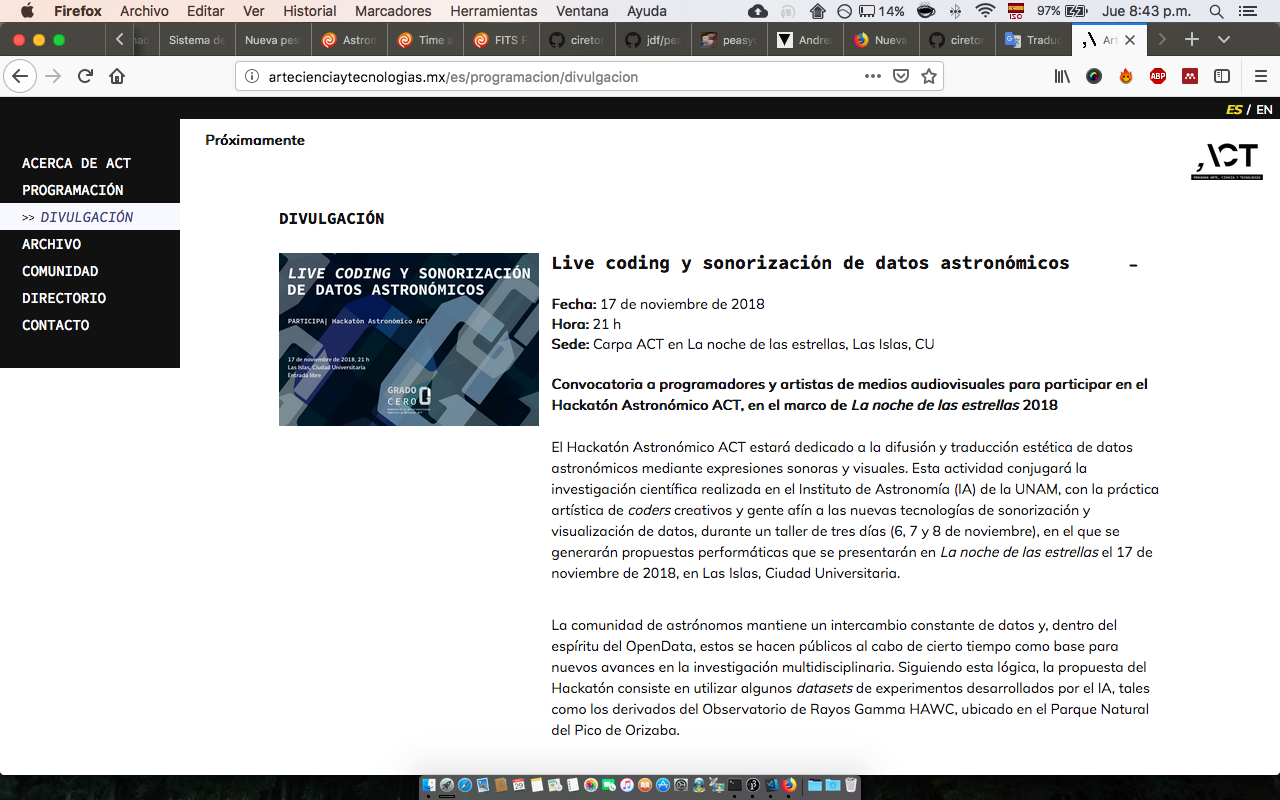 Firefox Archivo Editar Ver Historial Marcadores Herramientas Ventana Ayuda 14% ISO 97% Jue 8:43 p.m.
Sistema de Nueva pes Astron Time a FITS R cireto jdf/pea peasy Andrea Nueva cireto Traduc Ar
artecienciaytecnologias.mx/es/programacion/divulgacion ABP
ES / EN
Próximamente
ACT
ACERCA DE ACT
PROGRAMACIÓN
>> DIVULGACIÓN
ARCHIVO
COMUNIDAD
DIRECTORIO
CONTACTO
DIVULGACIÓN
LIVE CODING Y SONORIZACIÓN
DE DATOS ASTRONÓMICOS
PARTICIPA| Hackatón Astronómico ACT
17 de noviembre de 2018, 21 h
Las Islas, Ciudad Universitaria
Entrada libre
GRADO
CERO
Live coding y sonorización de datos astronómicos –
Fecha: 17 de noviembre de 2018
Hora: 21 h
Sede: Carpa ACT en La noche de las estrellas, Las Islas, CU
Convocatoria a programadores y artistas de medios audiovisuales para participar en el
Hackatón Astronómico ACT, en el marco de La noche de las estrellas 2018
El Hackatón Astronómico ACT estará dedicado a la difusión y traducción estética de datos
astronómicos mediante expresiones sonoras y visuales. Esta actividad conjugará la
investigación científica realizada en el Instituto de Astronomía (IA) de la UNAM, con la práctica
artística de coders creativos y gente afín a las nuevas tecnologías de sonorización y
visualización de datos, durante un taller de tres días (6, 7 y 8 de noviembre), en el que se
generarán propuestas performáticas que se presentarán en La noche de las estrellas el 17 de
noviembre de 2018, en Las Islas, Ciudad Universitaria.
La comunidad de astrónomos mantiene un intercambio constante de datos y, dentro del
espíritu del OpenData, estos se hacen públicos al cabo de cierto tiempo como base para
nuevos avances en la investigación multidisciplinaria. Siguiendo esta lógica, la propuesta del
Hackatón consiste en utilizar algunos datasets de experimentos desarrollados por el IA, tales
como los derivados del Observatorio de Rayos Gamma HAWC, ubicado en el Parque Natural
del Pico de Orizaba.